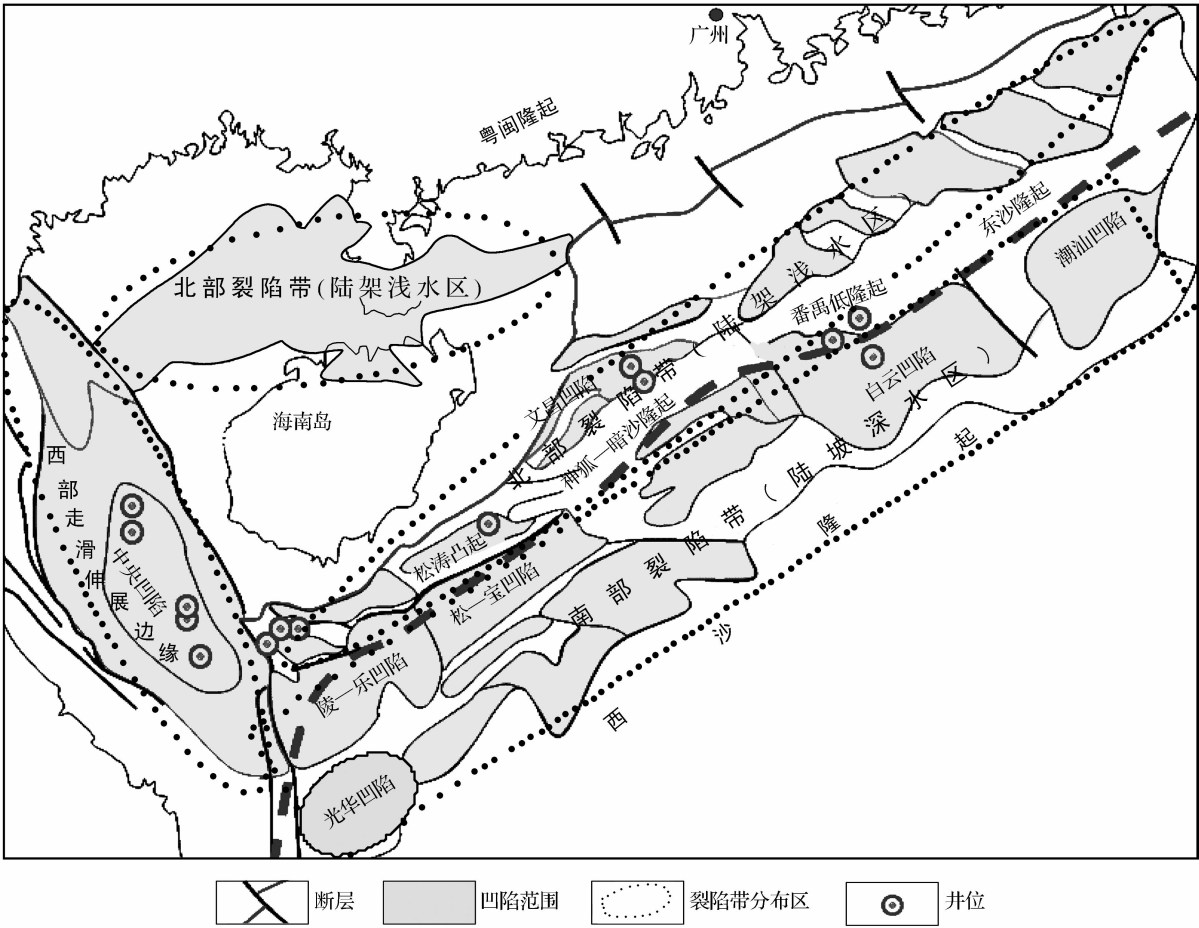 广州
粤闽隆起
东沙隆起
潮汕凹陷
北部裂陷带(陆架浅水区)
番禺低隆起
白云凹陷
海南岛
文昌凹陷
北部裂陷带(陆架浅水区
神狐一暗沙隆起
西部走滑伸展边缘
中央凹陷
松涛凸起
松一宝凹陷
南部裂陷带(陆坡深水区)
陵一乐凹陷
西沙隆起
光华凹陷
断层
凹陷范围
裂陷带分布区
井位